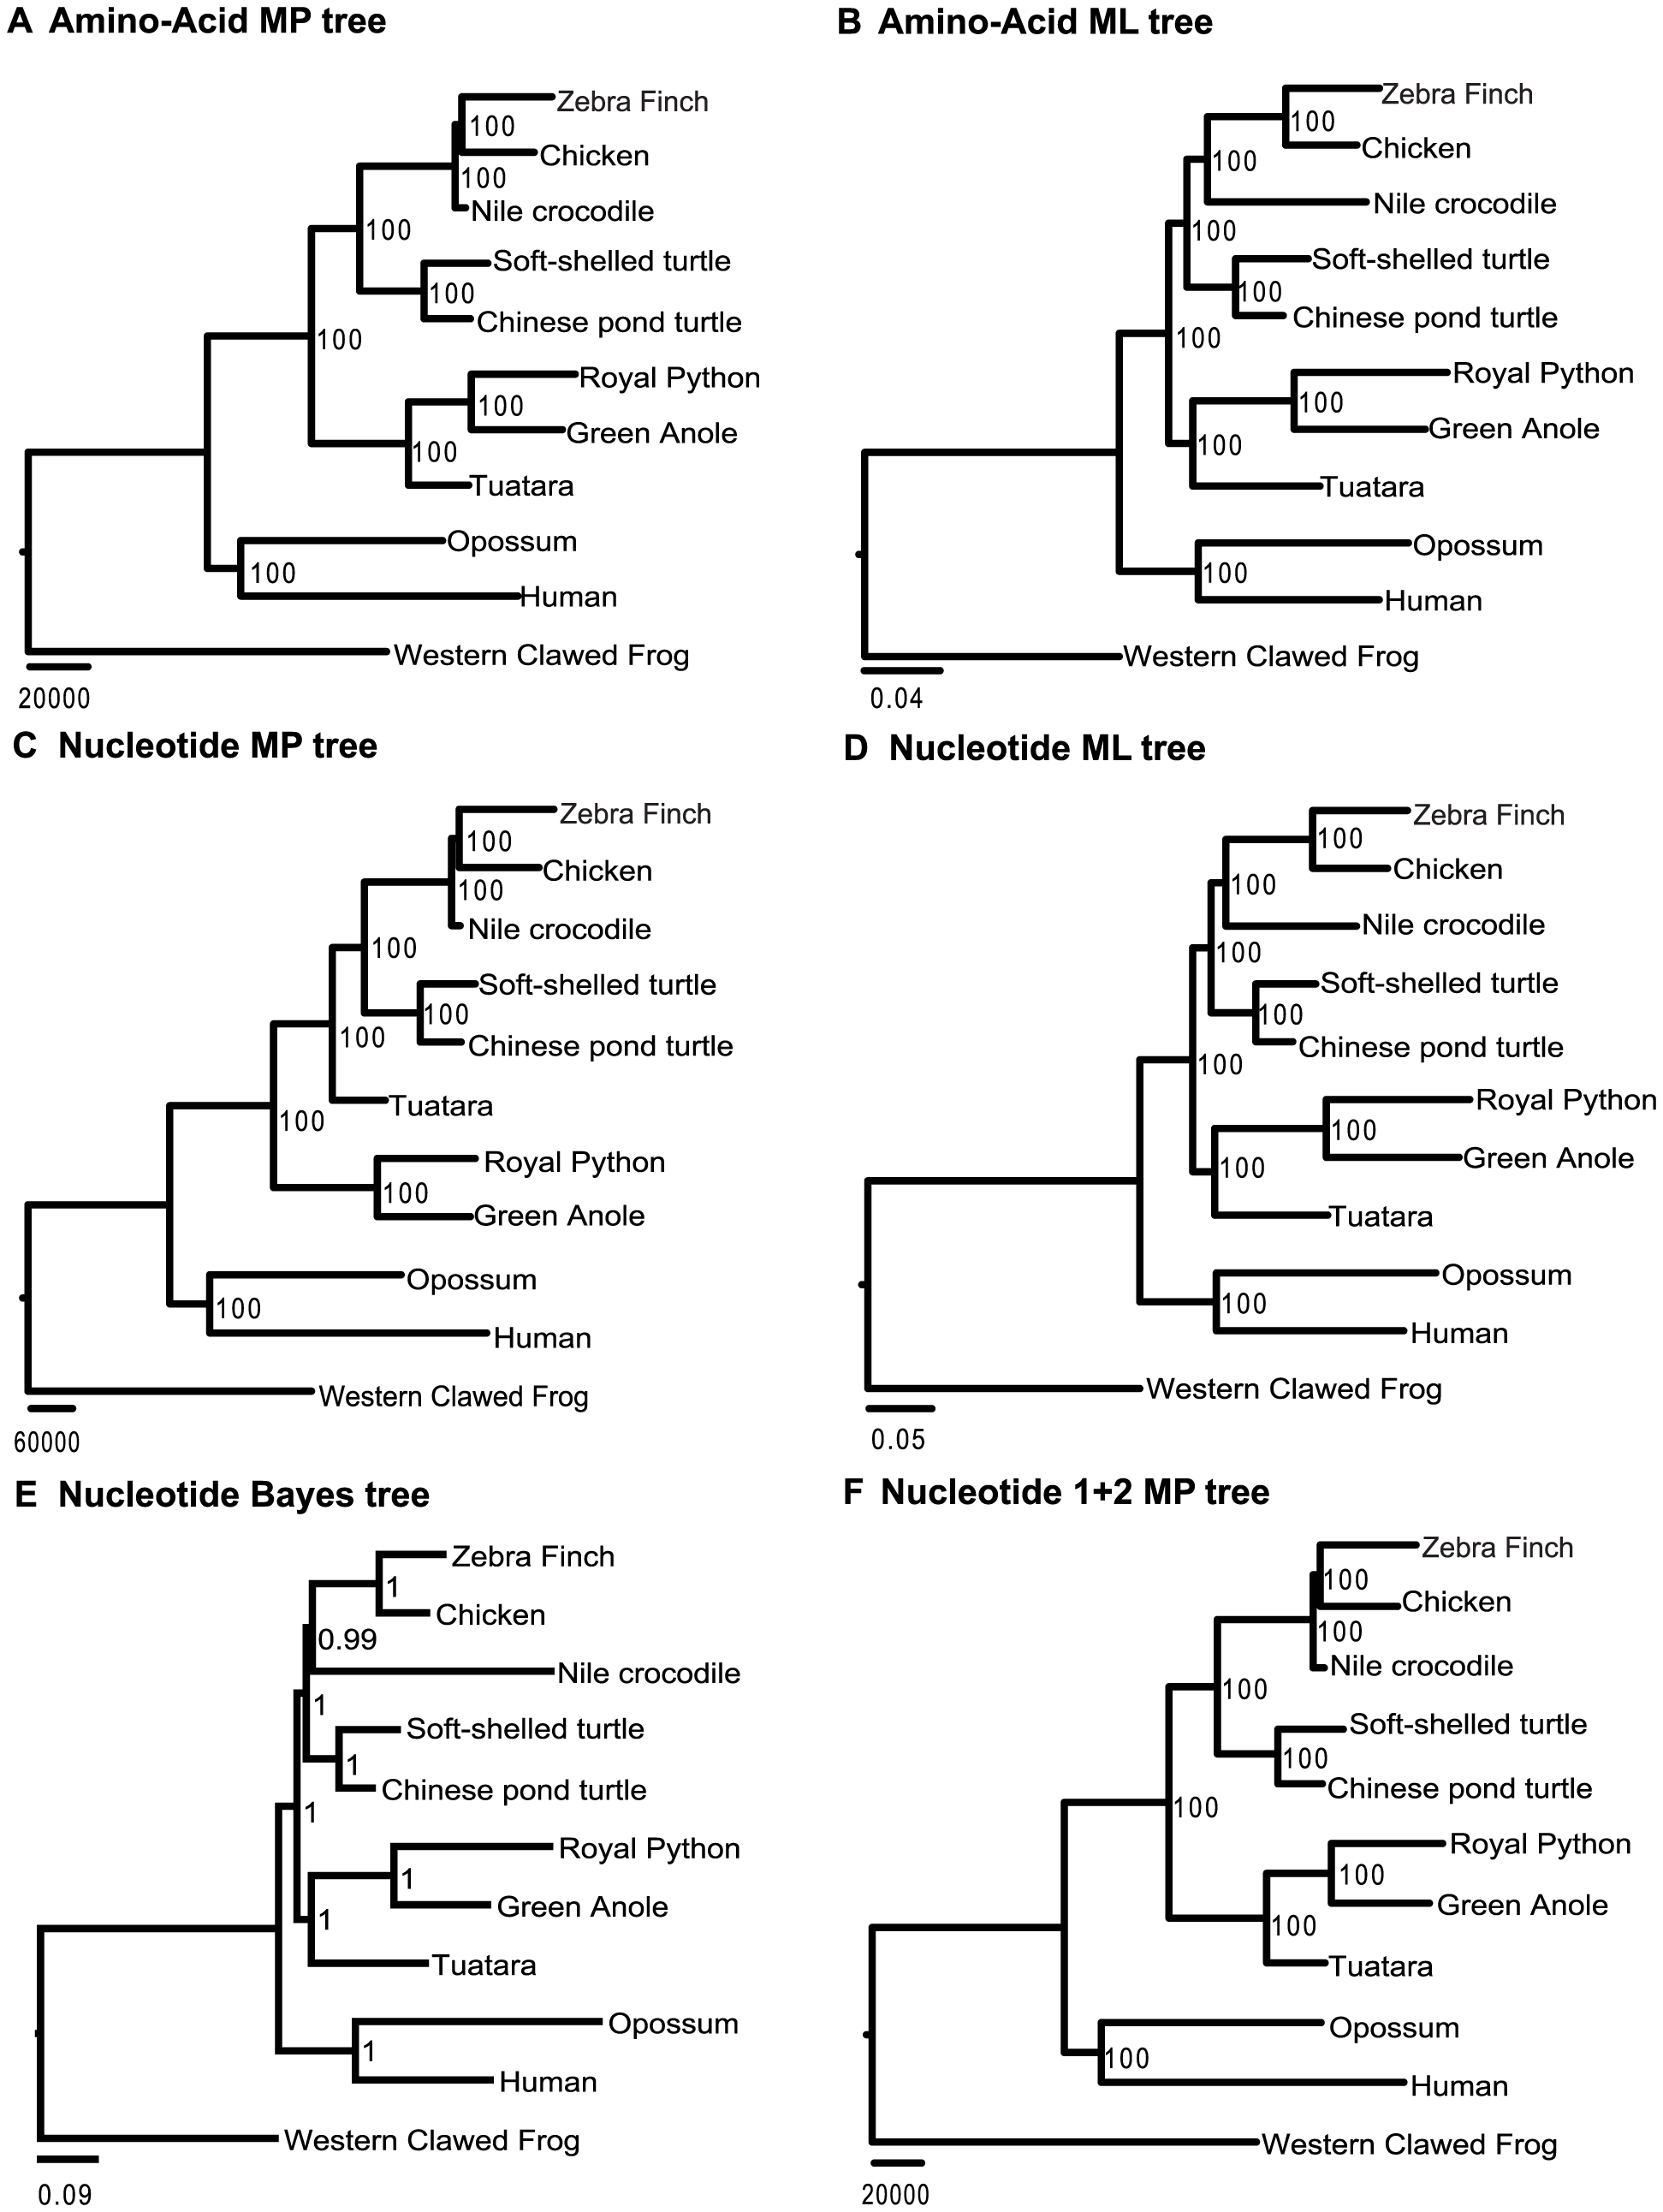 A Amino-Acid MP tree
Zebra Finch
100
Chicken
100
Nile crocodile
100
Soft-shelled turtle
100
Chinese pond turtle
100
Royal Python
100
Green Anole
100
Tuatara
Opossum
100
Human
Western Clawed Frog
20000
B Amino-Acid ML tree
Zebra Finch
100
Chicken
100
Nile crocodile
100
Soft-shelled turtle
100
Chinese pond turtle
100
Royal Python
100
Green Anole
100
Tuatara
Opossum
100
Human
Western Clawed Frog
0.04
C Nucleotide MP tree
Zebra Finch
100
Chicken
100
Nile crocodile
100
Soft-shelled turtle
100
Chinese pond turtle
100
Tuatara
100
Royal Python
100
Green Anole
Opossum
100
Human
Western Clawed Frog
60000
D Nucleotide ML tree
Zebra Finch
100
Chicken
100
Nile crocodile
100
Soft-shelled turtle
100
Chinese pond turtle
100
Royal Python
100
Green Anole
100
Tuatara
Opossum
100
Human
Western Clawed Frog
0.05
E Nucleotide Bayes tree
Zebra Finch
1
Chicken
0.99
Nile crocodile
1
Soft-shelled turtle
1
Chinese pond turtle
1
Royal Python
1
Green Anole
1
Tuatara
Opossum
1
Human
Western Clawed Frog
0.09
F Nucleotide 1+2 MP tree
Zebra Finch
100
Chicken
100
Nile crocodile
100
Soft-shelled turtle
100
Chinese pond turtle
100
Royal Python
100
Green Anole
100
Tuatara
Opossum
100
Human
Western Clawed Frog
20000